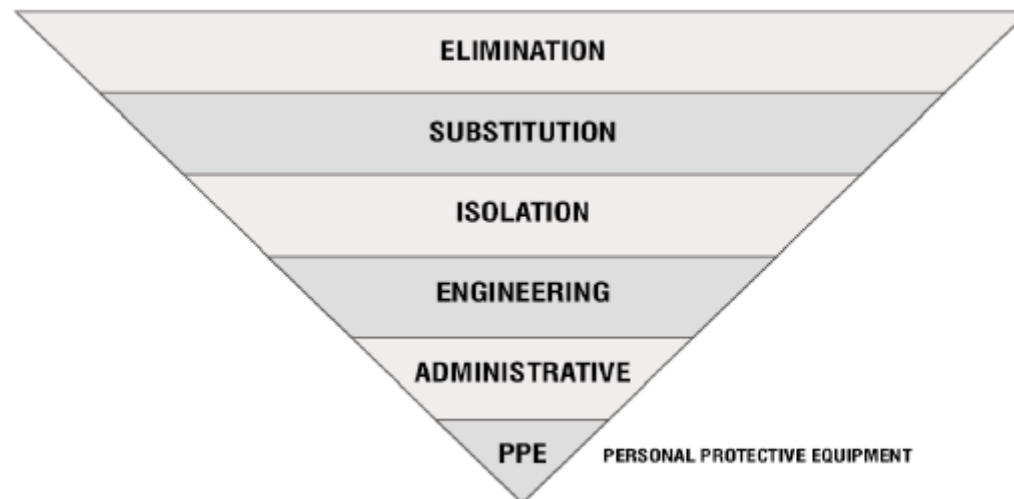 ELIMINATION
SUBSTITUTION
ISOLATION
ENGINEERING
ADMINISTRATIVE
PPE PERSONAL PROTECTIVE EQUIPMENT